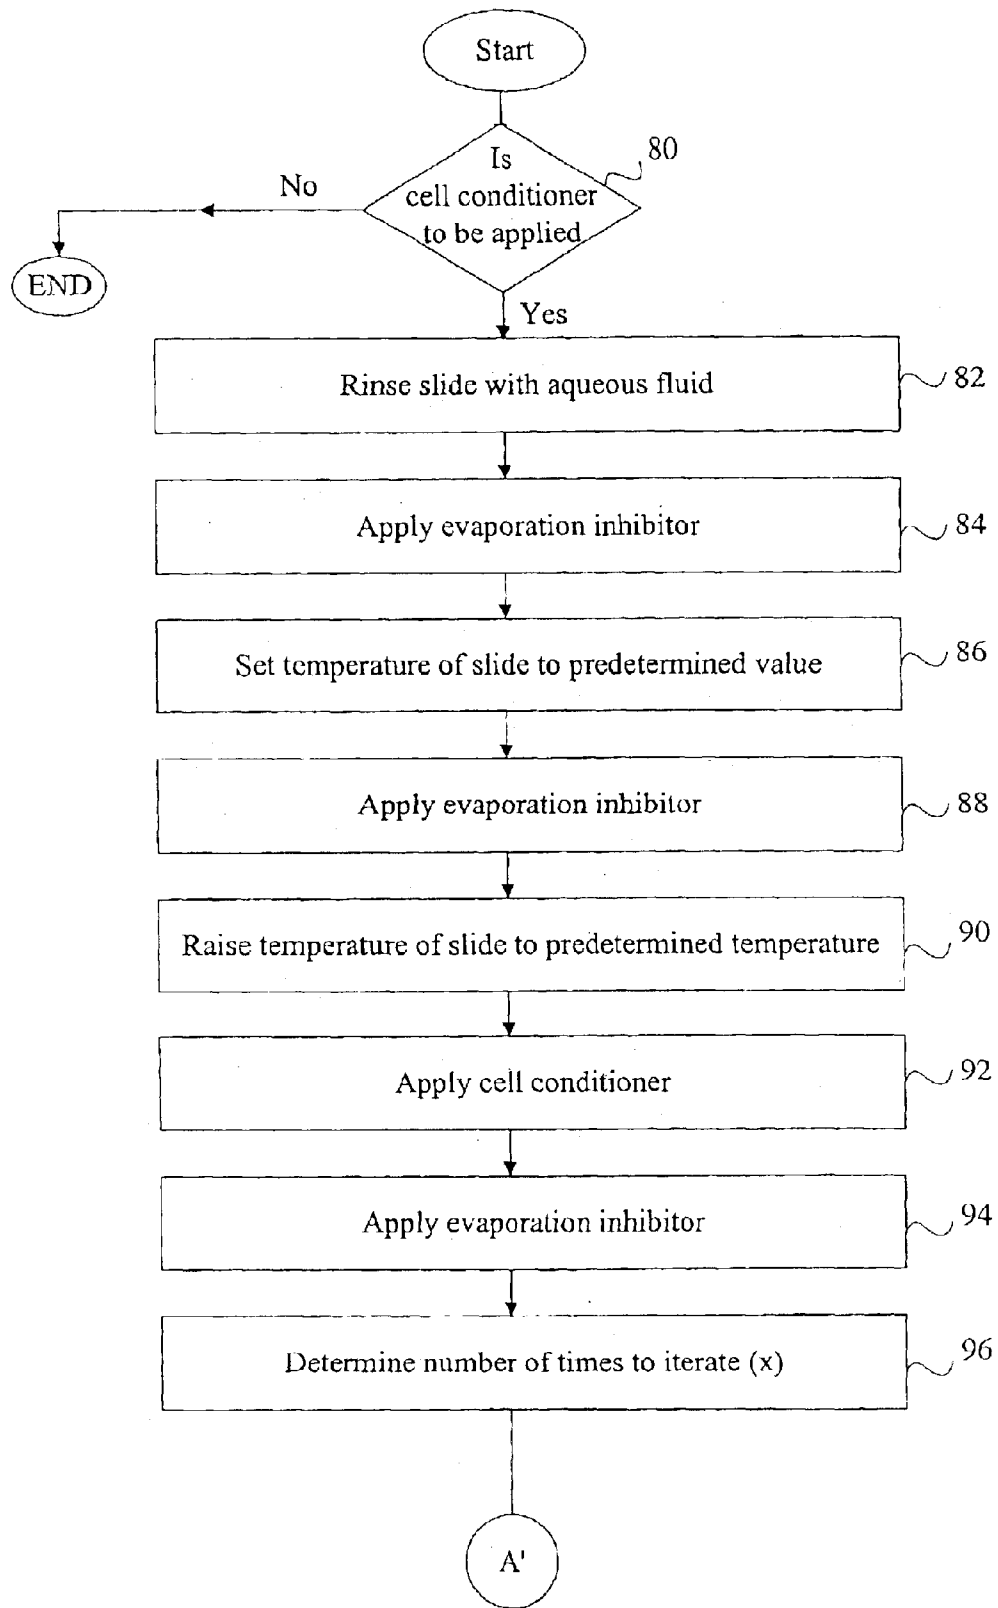 Start
Is
cell conditioner
to be applied
80
No
END
Yes
Rinse slide with aqueous fluid
82
Apply evaporation inhibitor
84
Set temperature of slide to predetermined value
86
Apply evaporation inhibitor
88
Raise temperature of slide to predetermined temperature
90
Apply cell conditioner
92
Apply evaporation inhibitor
94
Determine number of times to iterate (x)
96
A'